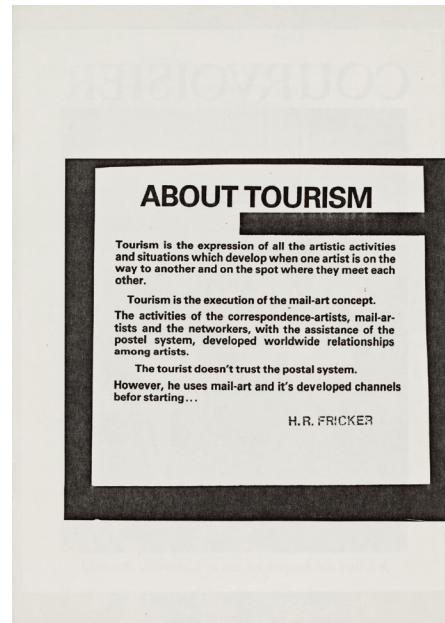 COURVOISIER
ABOUT TOURISM
Tourism is the expression of all the artistic activities
and situations which develop when one artist is on the
way to another and on the spot where they meet each
other.
Tourism is the execution of the mail-art concept.
The activities of the correspondence-artists, mail-ar-
tists and the networkers, with the assistance of the
postel system, developed worldwide relationships
among artists.
The tourist doesn't trust the postal system.
However, he uses mail-art and it's developed channels
befor starting...
H.R. FRICKER